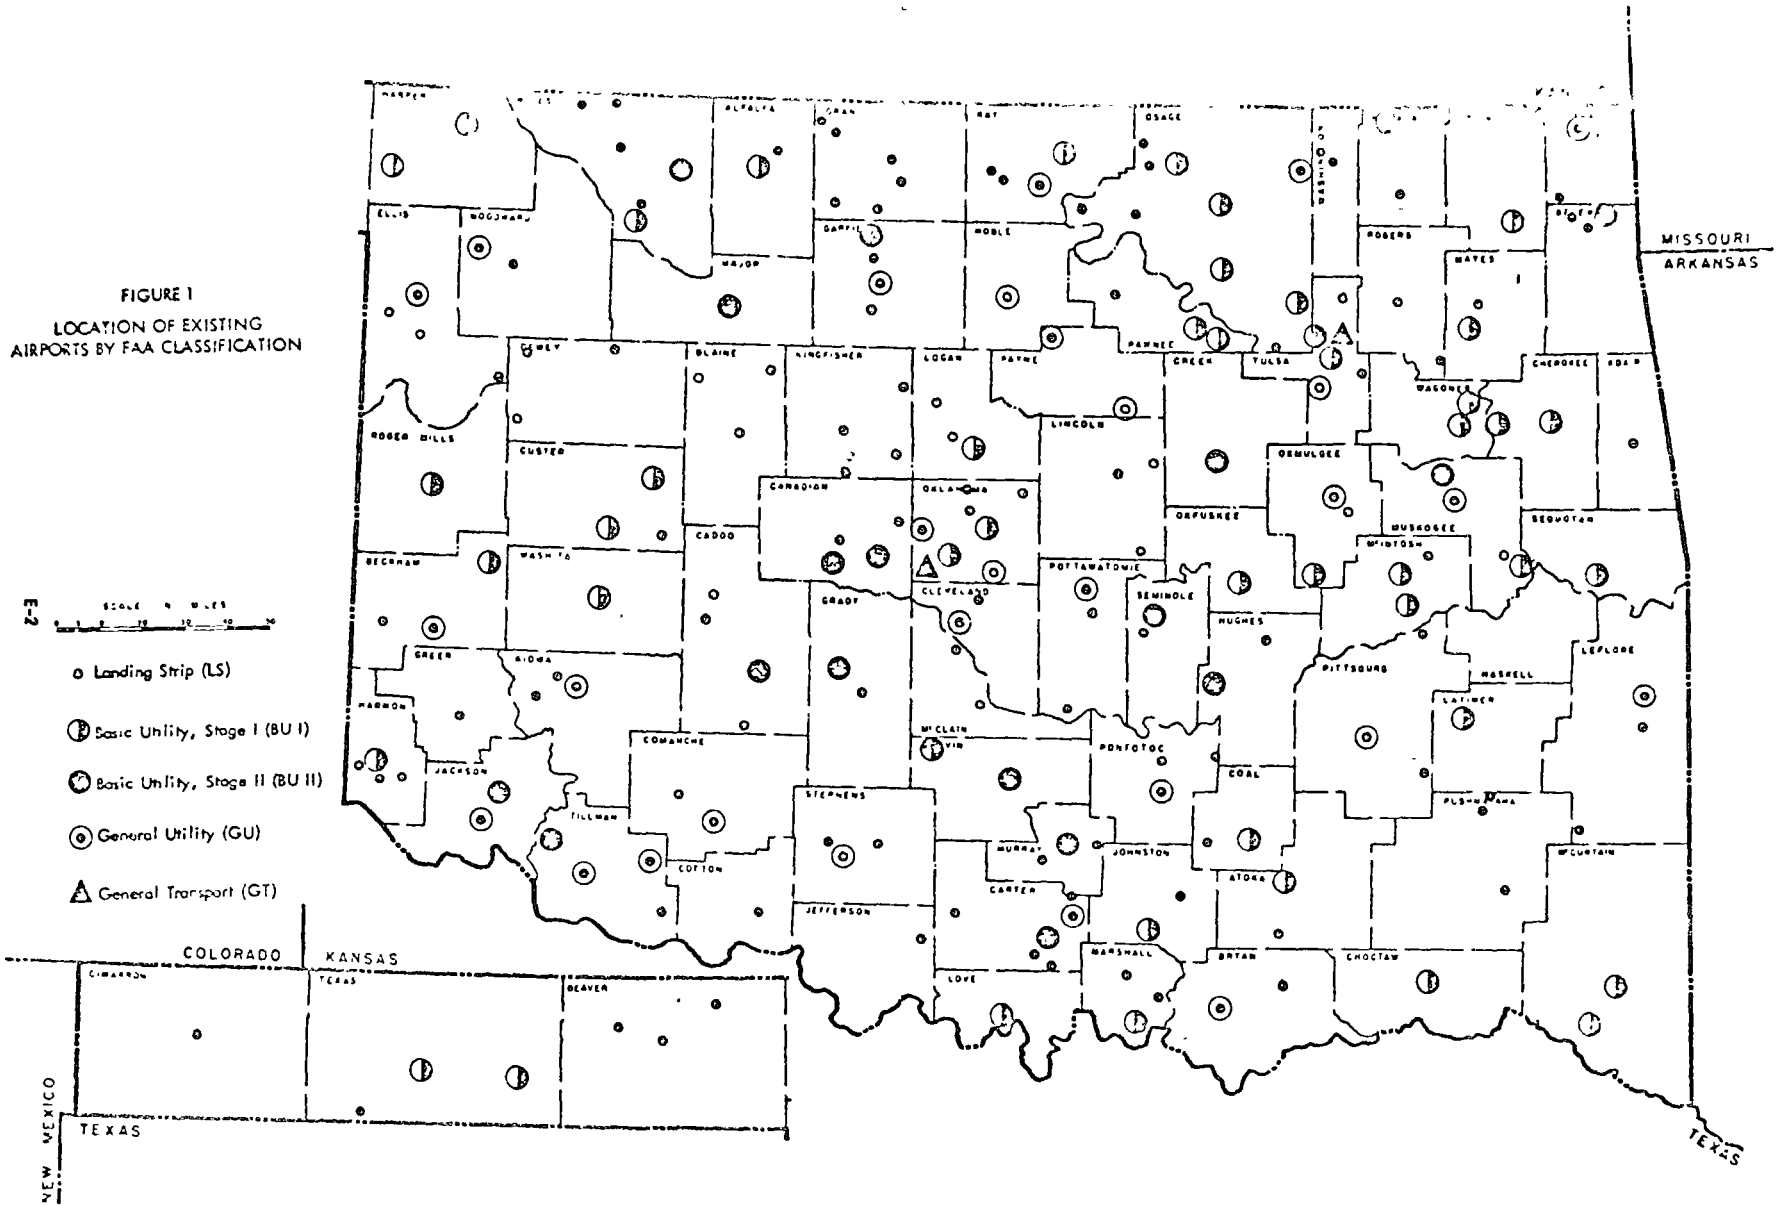 FIGURE 1
LOCATION OF EXISTING
AIRPORTS BY FAA CLASSIFICATION
E-2
Landing Strip (LS)
Basic Utility, Stage I (BU I)
Basic Utility, Stage II (BU II)
General Utility (GU)
General Transport (GT)
HARPER
ALFALFA
KAY
OSAGE
ELLIS
WOODWARD
MAJOR
NOBLE
ROGERS
MAYES
MISSOURI
ARKANSAS
DEWEY
BLAINE
KINGFISHER
LOGAN
PAYNE
PAWNEE
CREEK
TULSA
WAGONER
CHEROKEE
ADAIR
ROGER MILLS
CUSTER
LINCOLN
OKMULGEE
CANADIAN
OKLAHOMA
OKFUSKEE
MUSKOGEE
SEQUOYAH
BECKHAM
WASHITA
CADDO
MCINTOSH
POTTAWATOMIE
GRADY
CLEVELAND
SEMINOLE
HUGHES
GREER
KIOWA
PITTSBURG
HASKELL
LEFLORE
HARMON
LATIMER
JACKSON
COMANCHE
MCCLAIN
PONTOTOC
COAL
STEPHENS
TILLMAN
COTTON
MURRAY
JOHNSTON
CARTER
ATOKA
MCCURTAIN
JEFFERSON
MARSHALL
BRYAN
CHOCTAW
LOVE
COLORADO
KANSAS
CIMARRON
TEXAS
BEAVER
NEW MEXICO
TEXAS
TEXAS